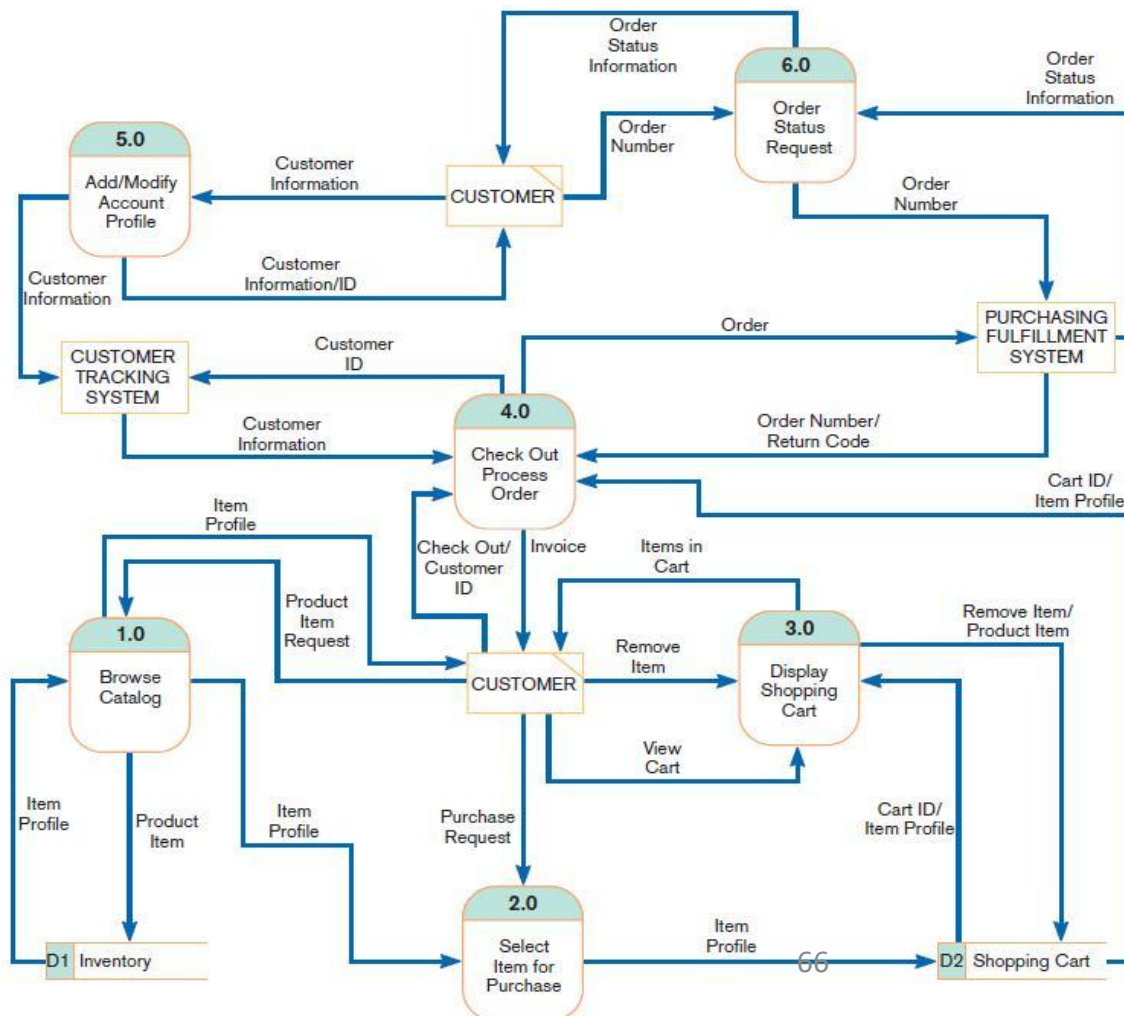 Order
Status
Information
6.0
Order
Status
Request
Order
Status
Information
Order
Number
5.0
Add/Modify
Account
Profile
Customer
Information
CUSTOMER
Order
Number
Customer
Information/ID
Customer
Information
CUSTOMER
TRACKING
SYSTEM
Customer
ID
Order
PURCHASING
FULFILLMENT
SYSTEM
4.0
Check Out
Process
Order
Customer
Information
Order Number/
Return Code
Cart ID/
Item Profile
Item
Profile
Check Out/
Customer
ID
Invoice
Items in
Cart
Product
Item
Request
1.0
Browse
Catalog
CUSTOMER
Remove
Item
3.0
Display
Shopping
Cart
Remove Item/
Product Item
View
Cart
Item
Profile
Product
Item
Item
Profile
Purchase
Request
Cart ID/
Item Profile
2.0
Select
Item for
Purchase
D1 Inventory
Item
Profile
66
D2 Shopping Cart